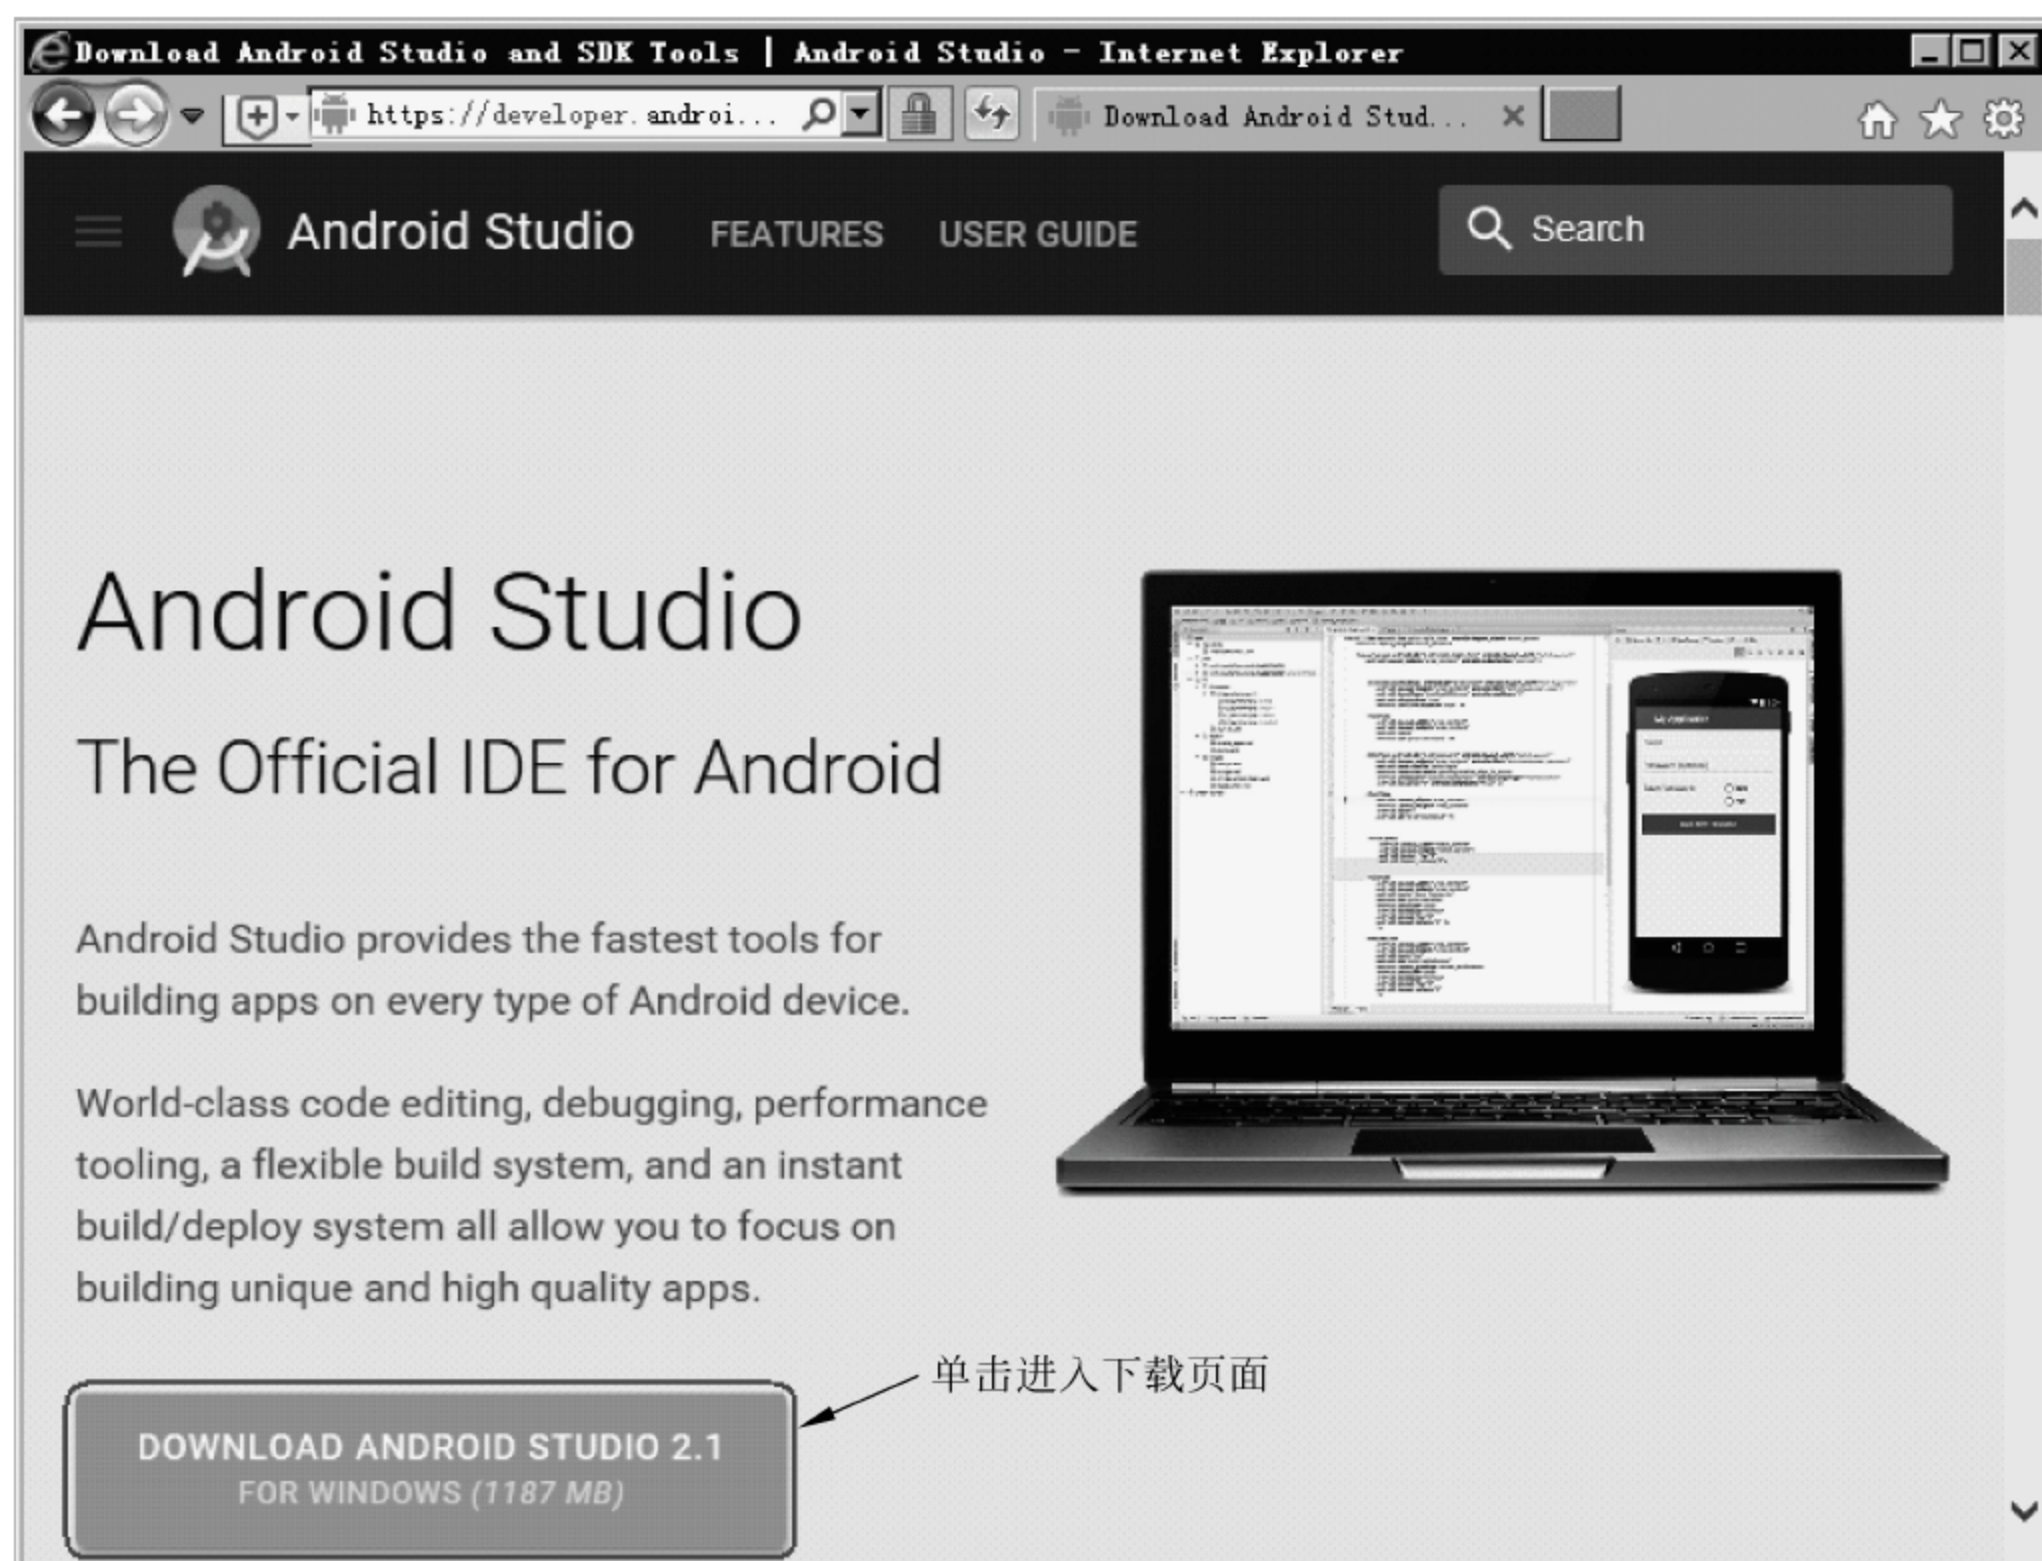 Download Android Studio and SDK Tools | Android Studio - Internet Explorer
https://developer.androi... Download Android Stud...
Android Studio FEATURES USER GUIDE Search
Android Studio
The Official IDE for Android
Android Studio provides the fastest tools for
building apps on every type of Android device.
World-class code editing, debugging, performance
tooling, a flexible build system, and an instant
build/deploy system all allow you to focus on
building unique and high quality apps.
单击进入下载页面
DOWNLOAD ANDROID STUDIO 2.1
FOR WINDOWS (1187 MB)